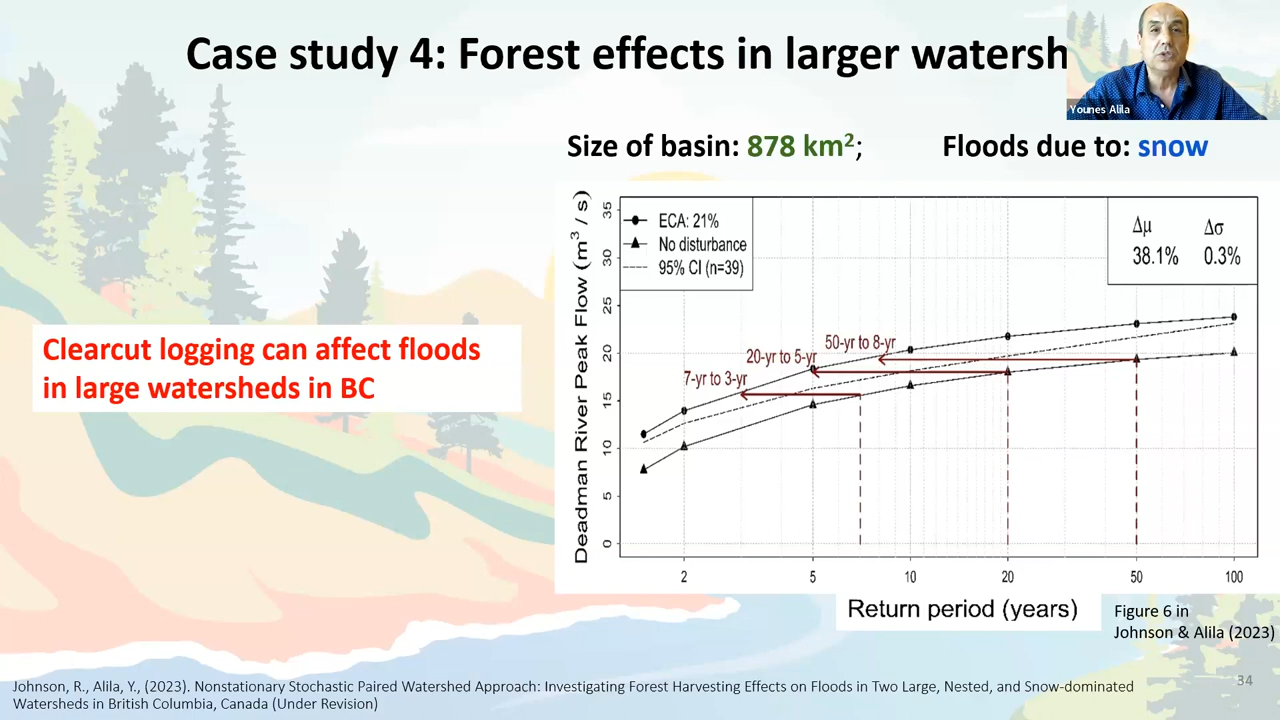 Case study 4: Forest effects in larger watersh
Younes Alila
Size of basin: 878 km²; Floods due to: snow
Clearcut logging can affect floods
in large watersheds in BC
Deadman River Peak Flow (m³ / s)
35
30
25
20
15
10
5
0
ECA: 21%
No disturbance
95% CI (n=39)
Δμ Δσ
38.1% 0.3%
50-yr to 8-yr
20-yr to 5-yr
7-yr to 3-yr
2 5 10 20 50 100
Return period (years)
Figure 6 in
Johnson & Alila (2023)
Johnson, R., Alila, Y., (2023). Nonstationary Stochastic Paired Watershed Approach: Investigating Forest Harvesting Effects on Floods in Two Large, Nested, and Snow-dominated
Watersheds in British Columbia, Canada (Under Revision)
34